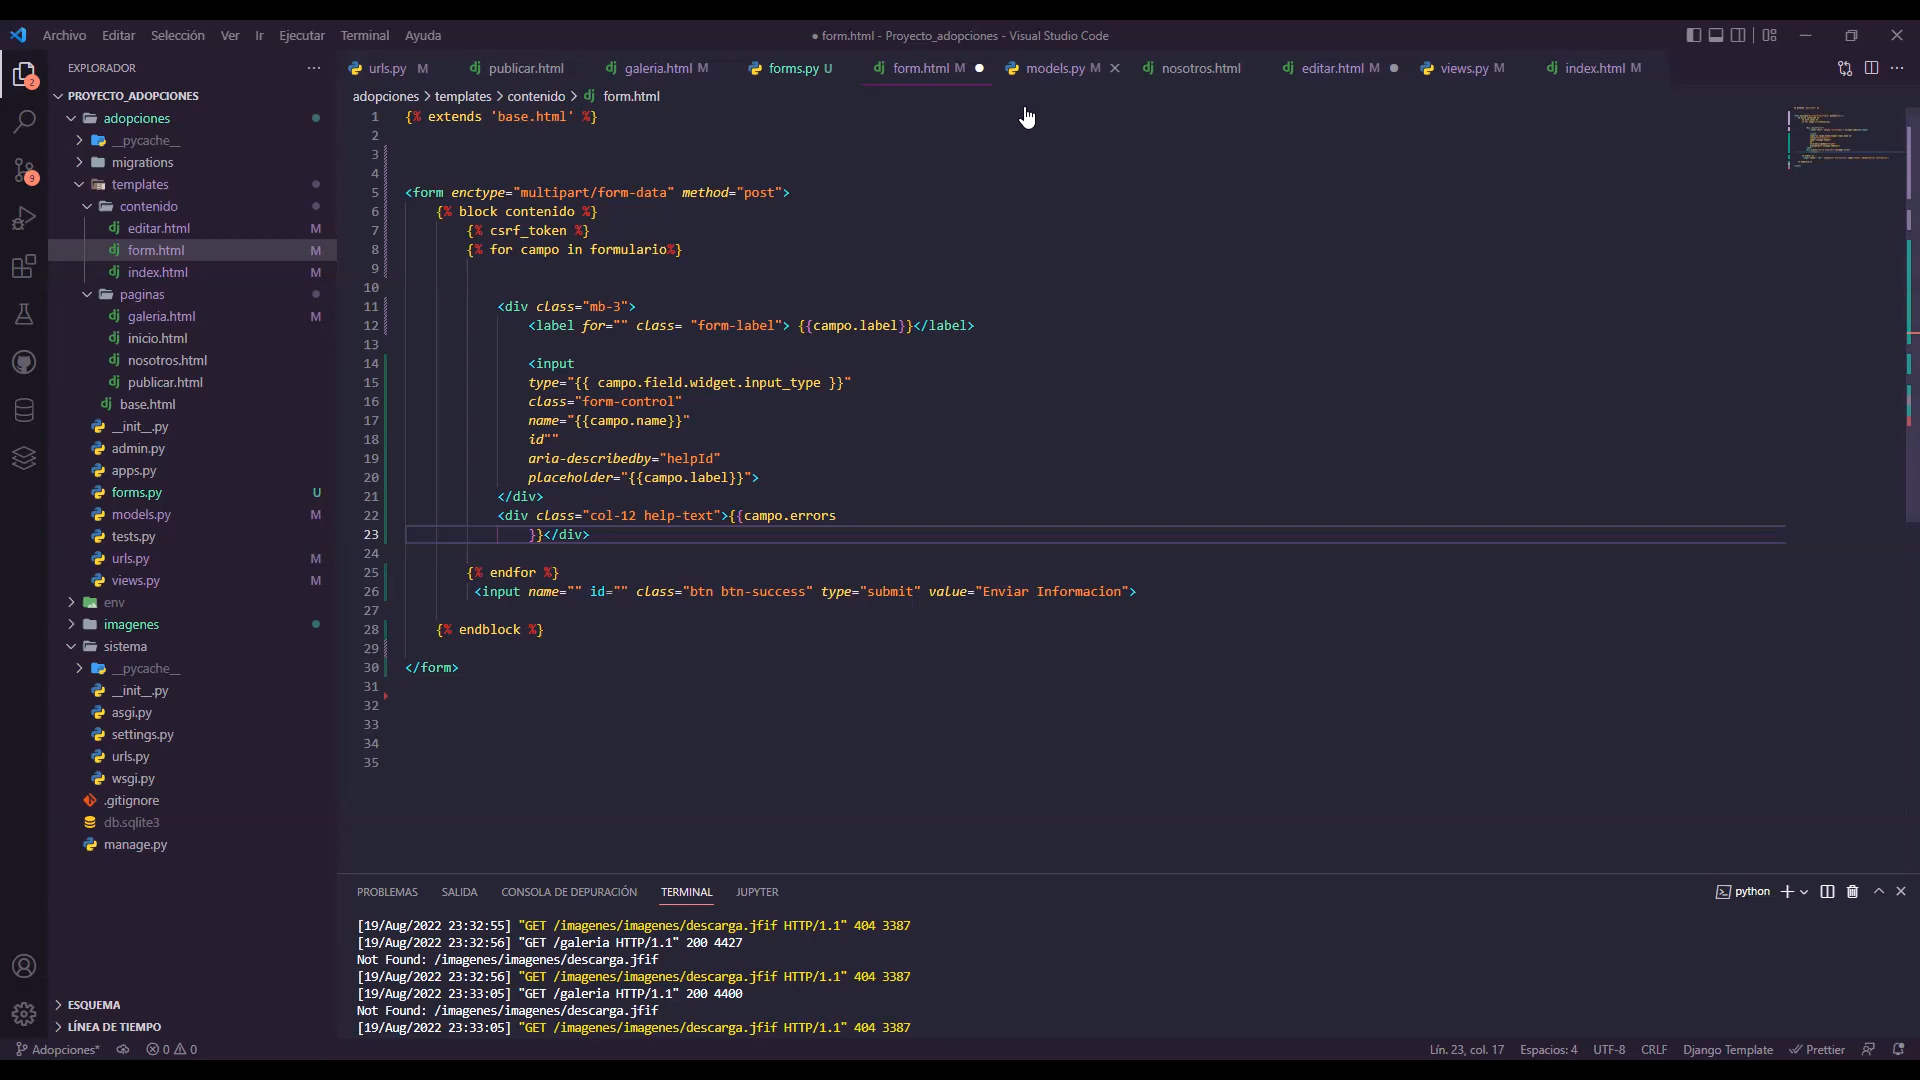 Archivo Editar Selección Ver Ir Ejecutar Terminal Ayuda
● form.html - Proyecto_adopciones - Visual Studio Code
EXPLORADOR ···
PROYECTO_ADOPCIONES
adopciones
__pycache__
migrations
templates
contenido
editar.html M
form.html M
index.html M
paginas
galeria.html M
inicio.html
nosotros.html
publicar.html
base.html
__init__.py
admin.py
apps.py
forms.py U
models.py M
tests.py
urls.py M
views.py M
env
imagenes
sistema
__pycache__
__init__.py
asgi.py
settings.py
urls.py
wsgi.py
.gitignore
db.sqlite3
manage.py
ESQUEMA
LÍNEA DE TIEMPO
2
9
urls.py M publicar.html galeria.html M forms.py U form.html M ● models.py M nosotros.html editar.html M ● views.py M index.html M
adopciones > templates > contenido > form.html
1 {% extends 'base.html' %}
2
3
4
5 <form enctype="multipart/form-data" method="post">
6 {% block contenido %}
7 {% csrf_token %}
8 {% for campo in formulario%}
9
10
11 <div class="mb-3">
12 <label for="" class= "form-label"> {{campo.label}}</label>
13
14 <input
15 type="{{ campo.field.widget.input_type }}"
16 class="form-control"
17 name="{{campo.name}}"
18 id""
19 aria-describedby="helpId"
20 placeholder="{{campo.label}}">
21 </div>
22 <div class="col-12 help-text">{{campo.errors
23 }}</div>
24
25 {% endfor %}
26 <input name="" id="" class="btn btn-success" type="submit" value="Enviar Informacion">
27
28 {% endblock %}
29
30 </form>
31
32
33
34
35
PROBLEMAS SALIDA CONSOLA DE DEPURACIÓN TERMINAL JUPYTER
python
[19/Aug/2022 23:32:55] "GET /imagenes/imagenes/descarga.jfif HTTP/1.1" 404 3387
[19/Aug/2022 23:32:56] "GET /galeria HTTP/1.1" 200 4427
Not Found: /imagenes/imagenes/descarga.jfif
[19/Aug/2022 23:32:56] "GET /imagenes/imagenes/descarga.jfif HTTP/1.1" 404 3387
[19/Aug/2022 23:33:05] "GET /galeria HTTP/1.1" 200 4400
Not Found: /imagenes/imagenes/descarga.jfif
[19/Aug/2022 23:33:05] "GET /imagenes/imagenes/descarga.jfif HTTP/1.1" 404 3387
Adopciones* 0 0 Lín. 23, col. 17 Espacios: 4 UTF-8 CRLF Django Template Prettier